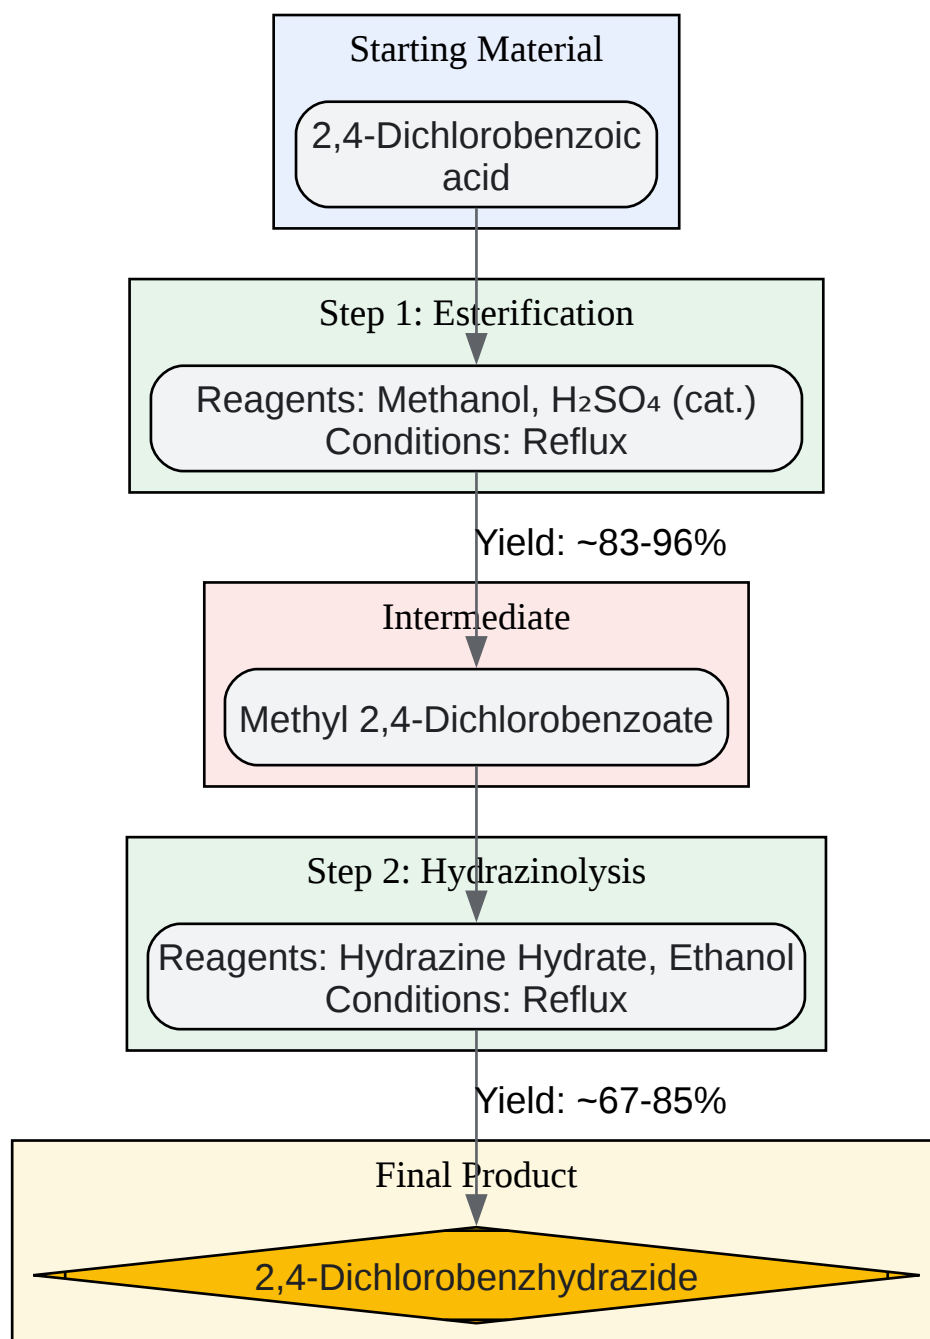 Starting Material
2,4-Dichlorobenzoic
acid
Step 1: Esterification
Reagents: Methanol, H₂SO₄ (cat.)
Conditions: Reflux
Yield: ~83-96%
Intermediate
Methyl 2,4-Dichlorobenzoate
Step 2: Hydrazinolysis
Reagents: Hydrazine Hydrate, Ethanol
Conditions: Reflux
Yield: ~67-85%
Final Product
2,4-Dichlorobenzhydrazide